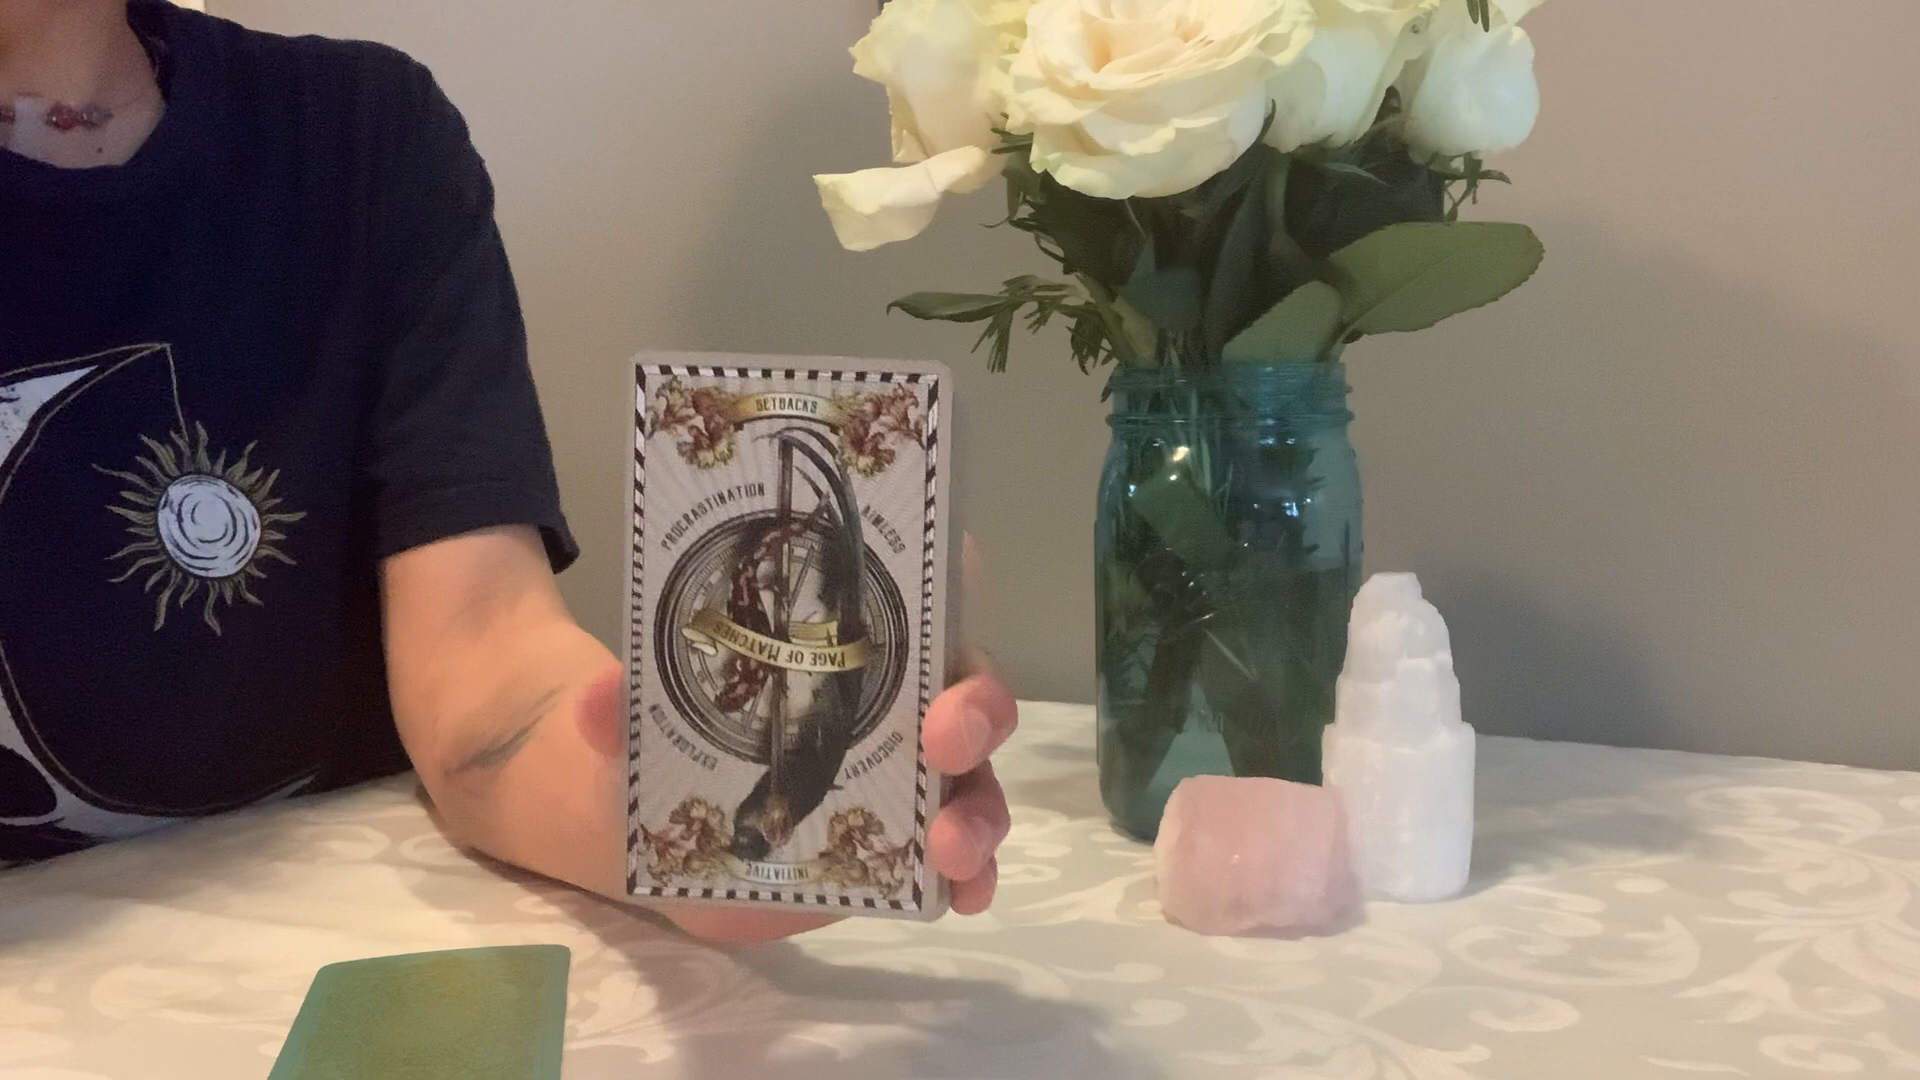 SETBACKS
PROCRASTINATION
AIMLESS
PAGE OF MATCHES
EXPLORATION
DISCOVERY
INITIATIVE